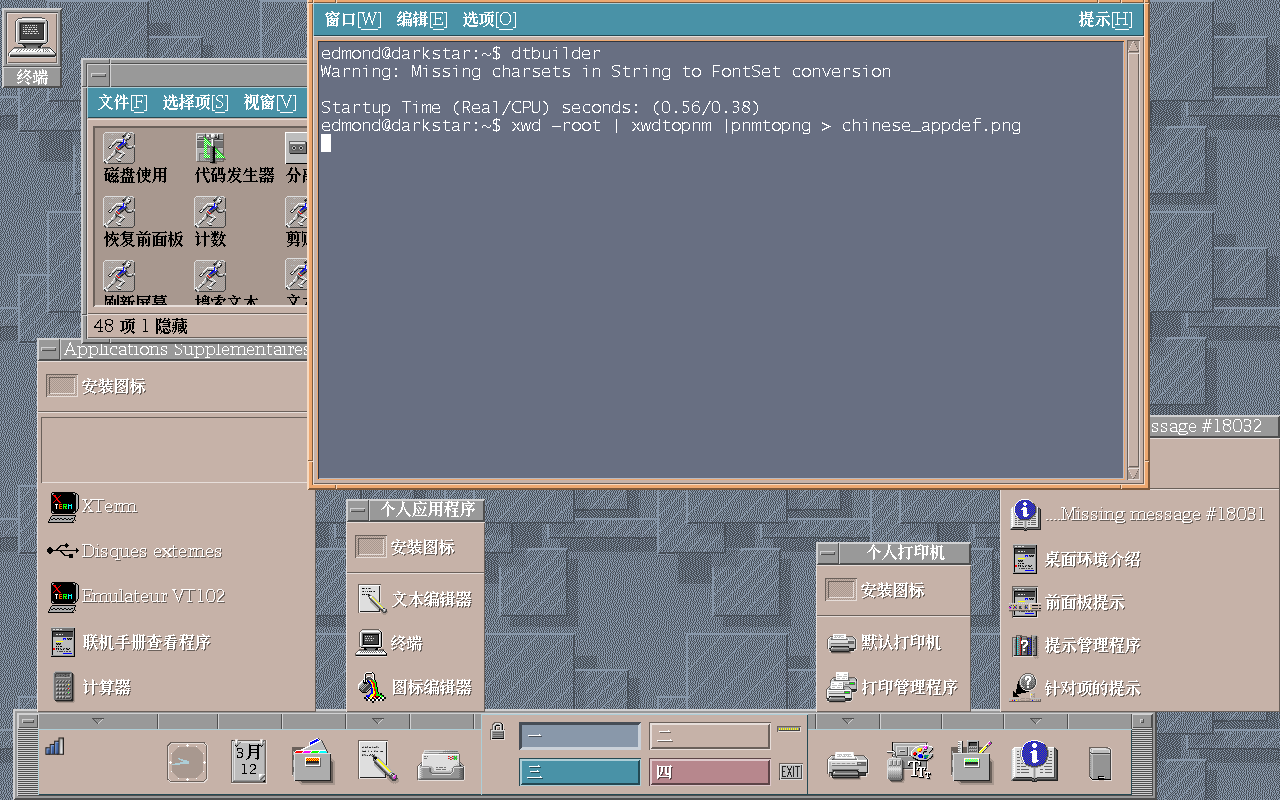 窗口[W] 编辑[E] 选项[O] 提示[H]
edmond@darkstar:~$ dtbuilder
Warning: Missing charsets in String to FontSet conversion
Startup Time (Real/CPU) seconds: (0.56/0.38)
edmond@darkstar:~$ xwd -root | xwdtopnm |pnmtopng > chinese_appdef.png
终端
文件[F] 选择项[S] 视窗[V]
磁盘使用 代码发生器
恢复前面板 计数
刷新屏幕 搜索文本
48 项 1 隐藏
Applications Supplementaires
安装图标
XTerm
Disques externes
Emulateur VT102
联机手册查看程序
计算器
个人应用程序
安装图标
文本编辑器
终端
图标编辑器
个人打印机
安装图标
默认打印机
打印管理程序
ssage #18032
....Missing message #18031
桌面环境介绍
前面板提示
提示管理程序
针对项的提示
3月
12
一 二
三 四
EXIT